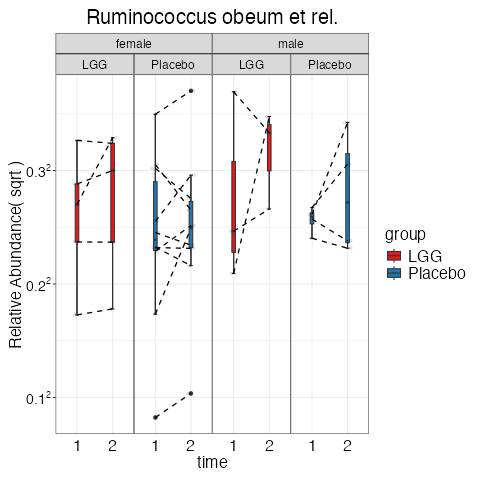 Ruminococcus obeum et rel.
female male
LGG Placebo LGG Placebo
Relative Abundance( sqrt )
0.3²
0.2²
0.1²
1 2 1 2 1 2 1 2
time
group
LGG
Placebo